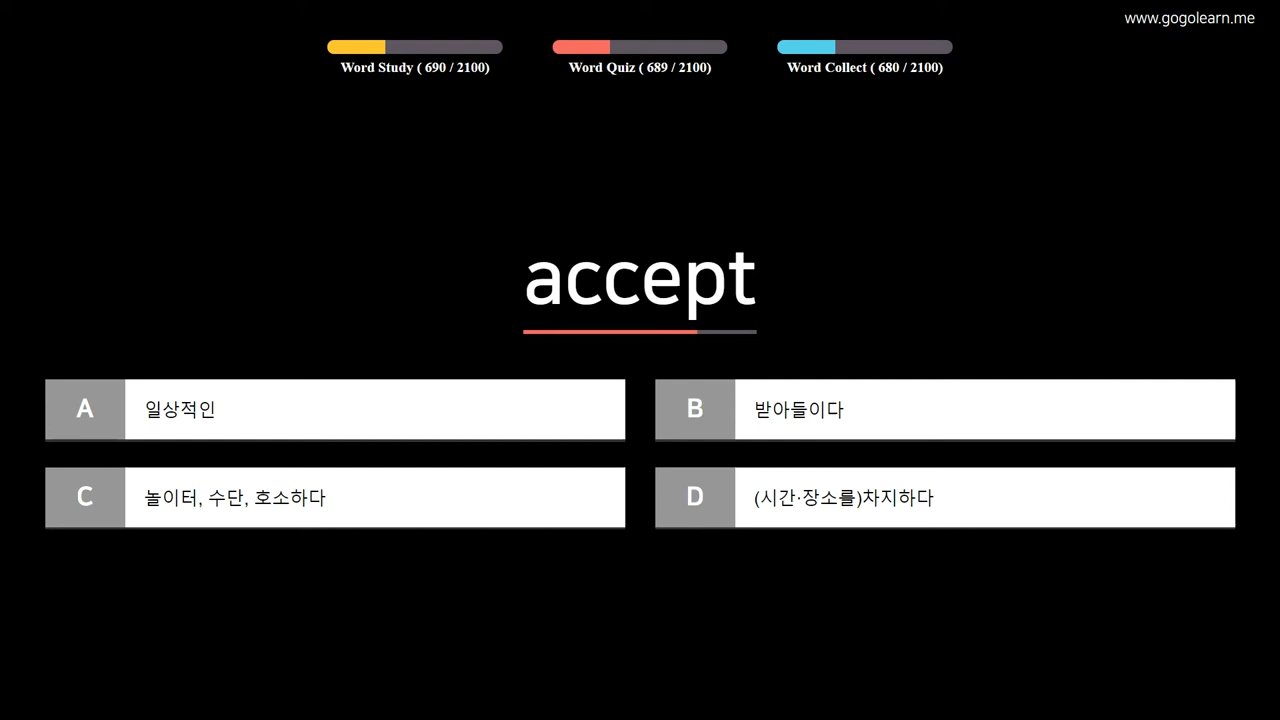 www.gogolearn.me
Word Study ( 690 / 2100)
Word Quiz ( 689 / 2100)
Word Collect ( 680 / 2100)
accept
A 일상적인
B 받아들이다
C 놀이터, 수단, 호소하다
D (시간·장소를)차지하다